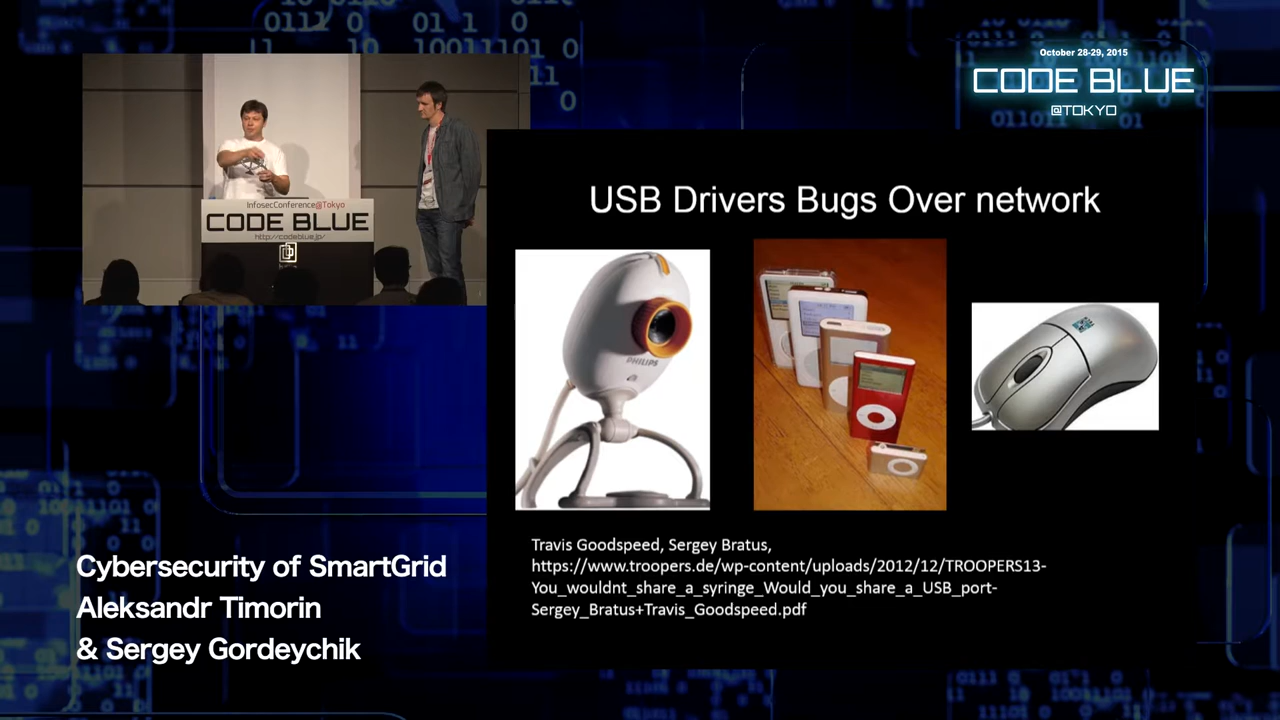 October 28-29, 2015
CODE BLUE
@TOKYO
InfosecConference@Tokyo
CODE BLUE
http://codeblue.jp/
USB Drivers Bugs Over network
PHILIPS
Travis Goodspeed, Sergey Bratus,
https://www.troopers.de/wp-content/uploads/2012/12/TROOPERS13-
You_wouldnt_share_a_syringe_Would_you_share_a_USB_port-
Sergey_Bratus+Travis_Goodspeed.pdf
Cybersecurity of SmartGrid
Aleksandr Timorin
& Sergey Gordeychik